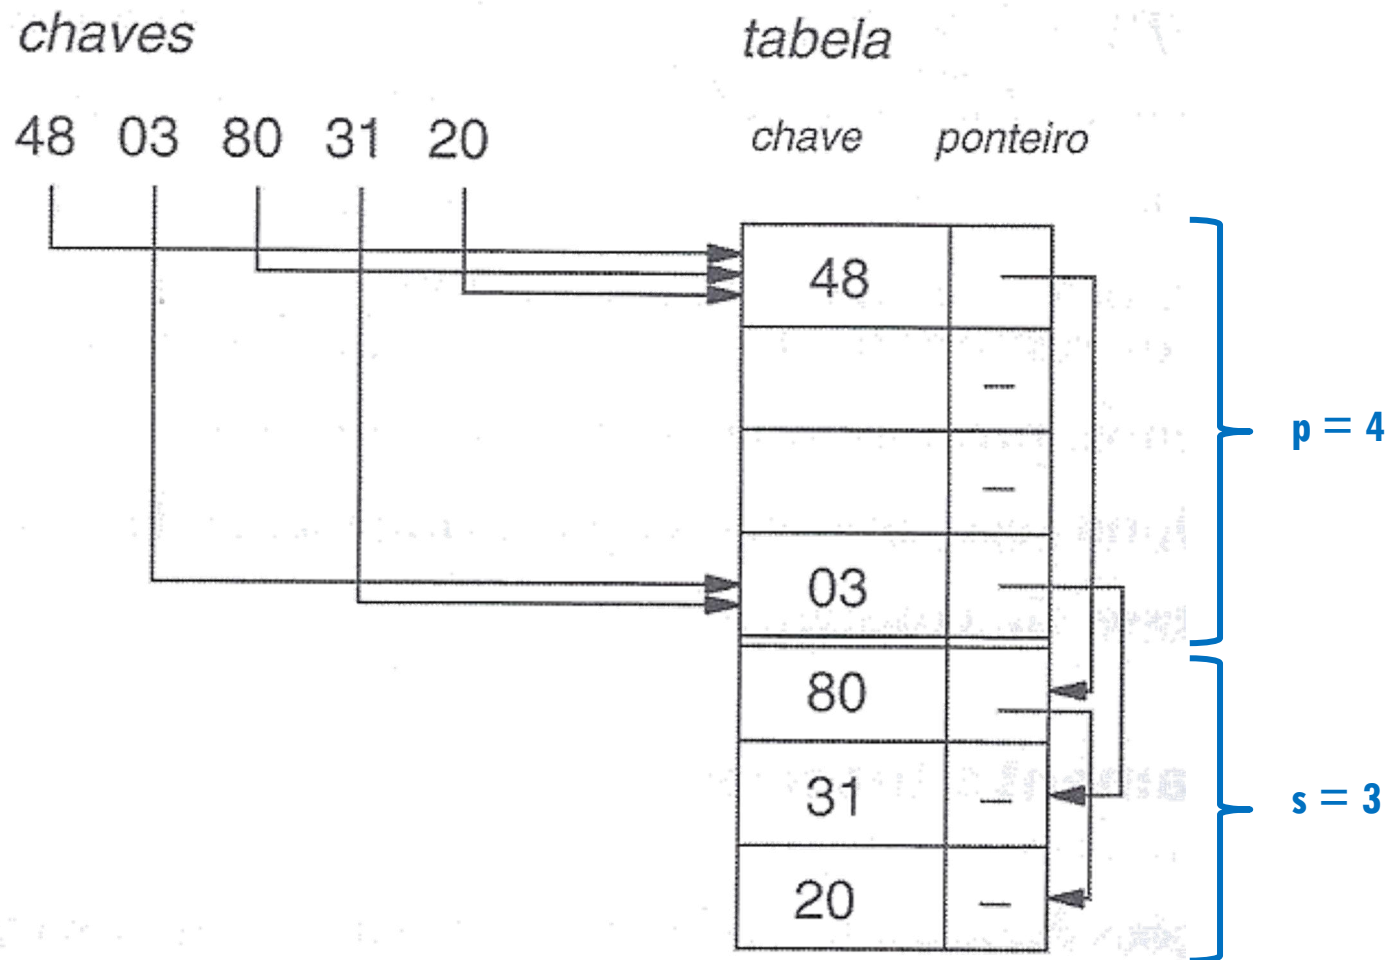 chaves tabela
48 03 80 31 20 chave ponteiro
48
–
–
p = 4
03
80
31 –
s = 3
20 –